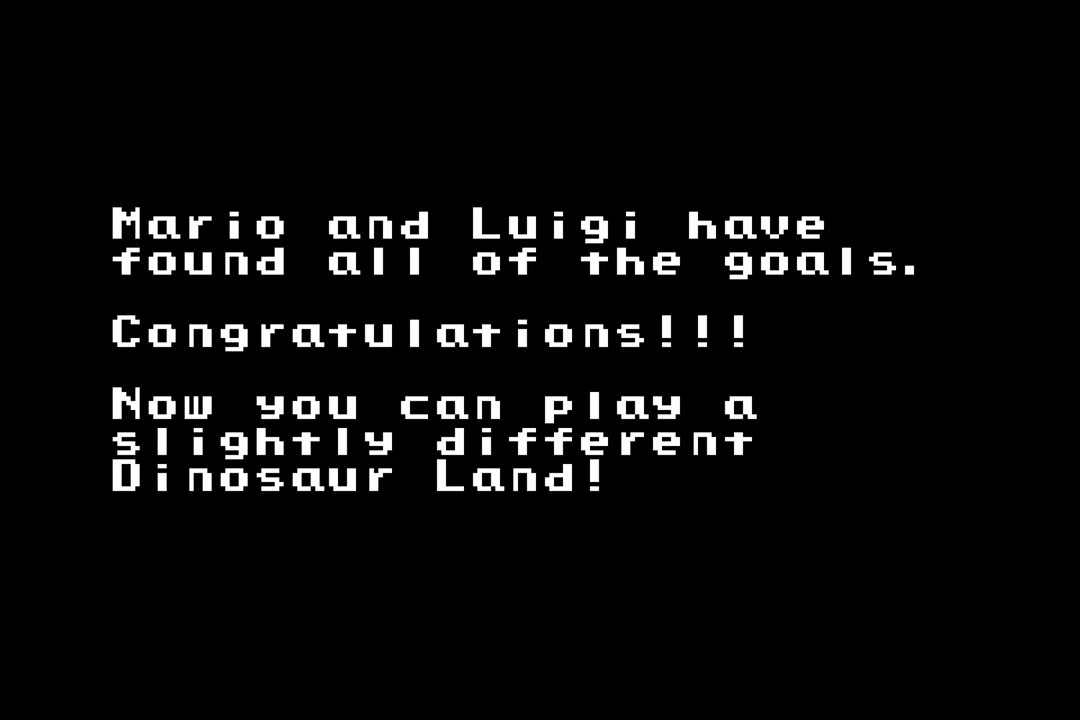 Mario and Luigi have
found all of the goals.
Congratulations!!!
Now you can play a
slightly different
Dinosaur Land!